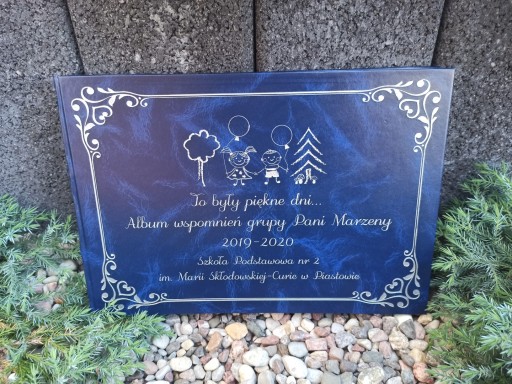 To były piękne dni...
Album wspomnień grupy Pani Marzeny
2019-2020
Szkoła Podstawowa nr 2
im. Marii Skłodowskiej-Curie w Piastowie